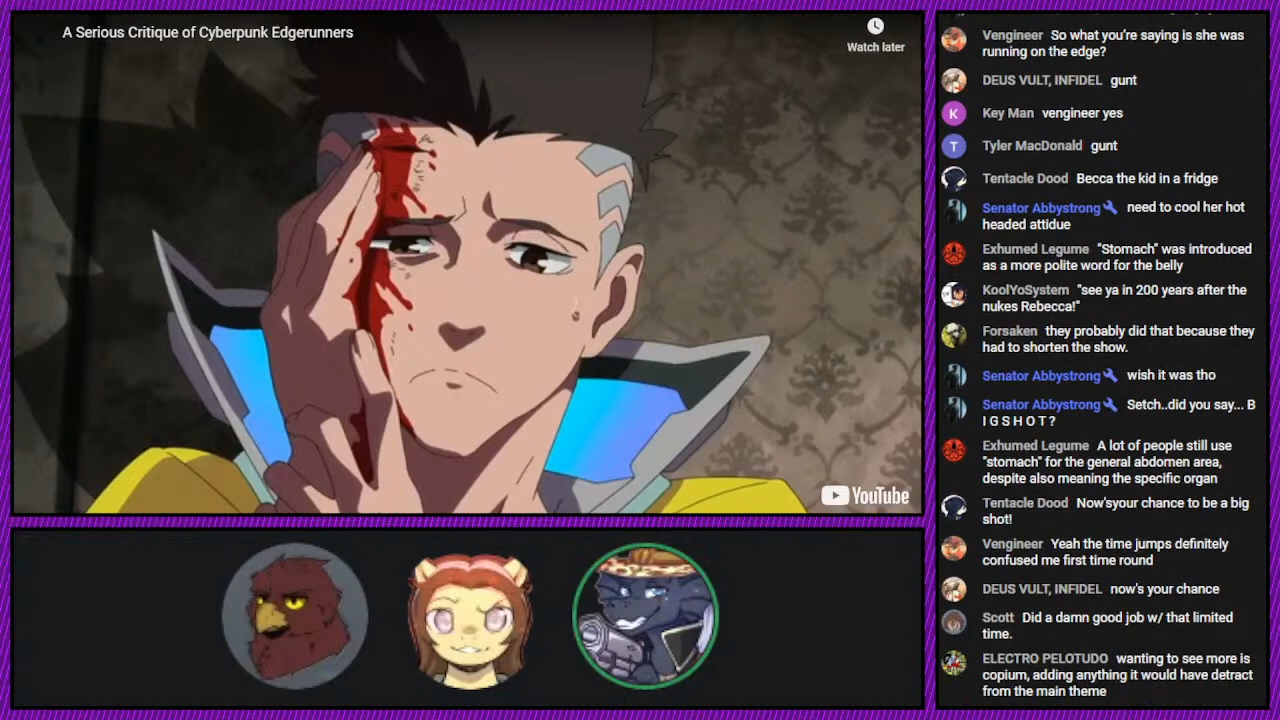 A Serious Critique of Cyberpunk Edgerunners
Watch later
YouTube
Vengineer So what you're saying is she was
running on the edge?
DEUS VULT, INFIDEL gunt
K
Key Man vengineer yes
T
Tyler MacDonald gunt
Tentacle Dood Becca the kid in a fridge
Senator Abbystrong need to cool her hot
headed attidue
Exhumed Legume "Stomach" was introduced
as a more polite word for the belly
KoolYoSystem "see ya in 200 years after the
nukes Rebecca!"
Forsaken they probably did that because they
had to shorten the show.
Senator Abbystrong wish it was tho
Senator Abbystrong Setch..did you say... B
I G S H O T ?
Exhumed Legume A lot of people still use
"stomach" for the general abdomen area,
despite also meaning the specific organ
Tentacle Dood Now'syour chance to be a big
shot!
Vengineer Yeah the time jumps definitely
confused me first time round
DEUS VULT, INFIDEL now's your chance
Scott Did a damn good job w/ that limited
time.
ELECTRO PELOTUDO wanting to see more is
copium, adding anything it would have detract
from the main theme